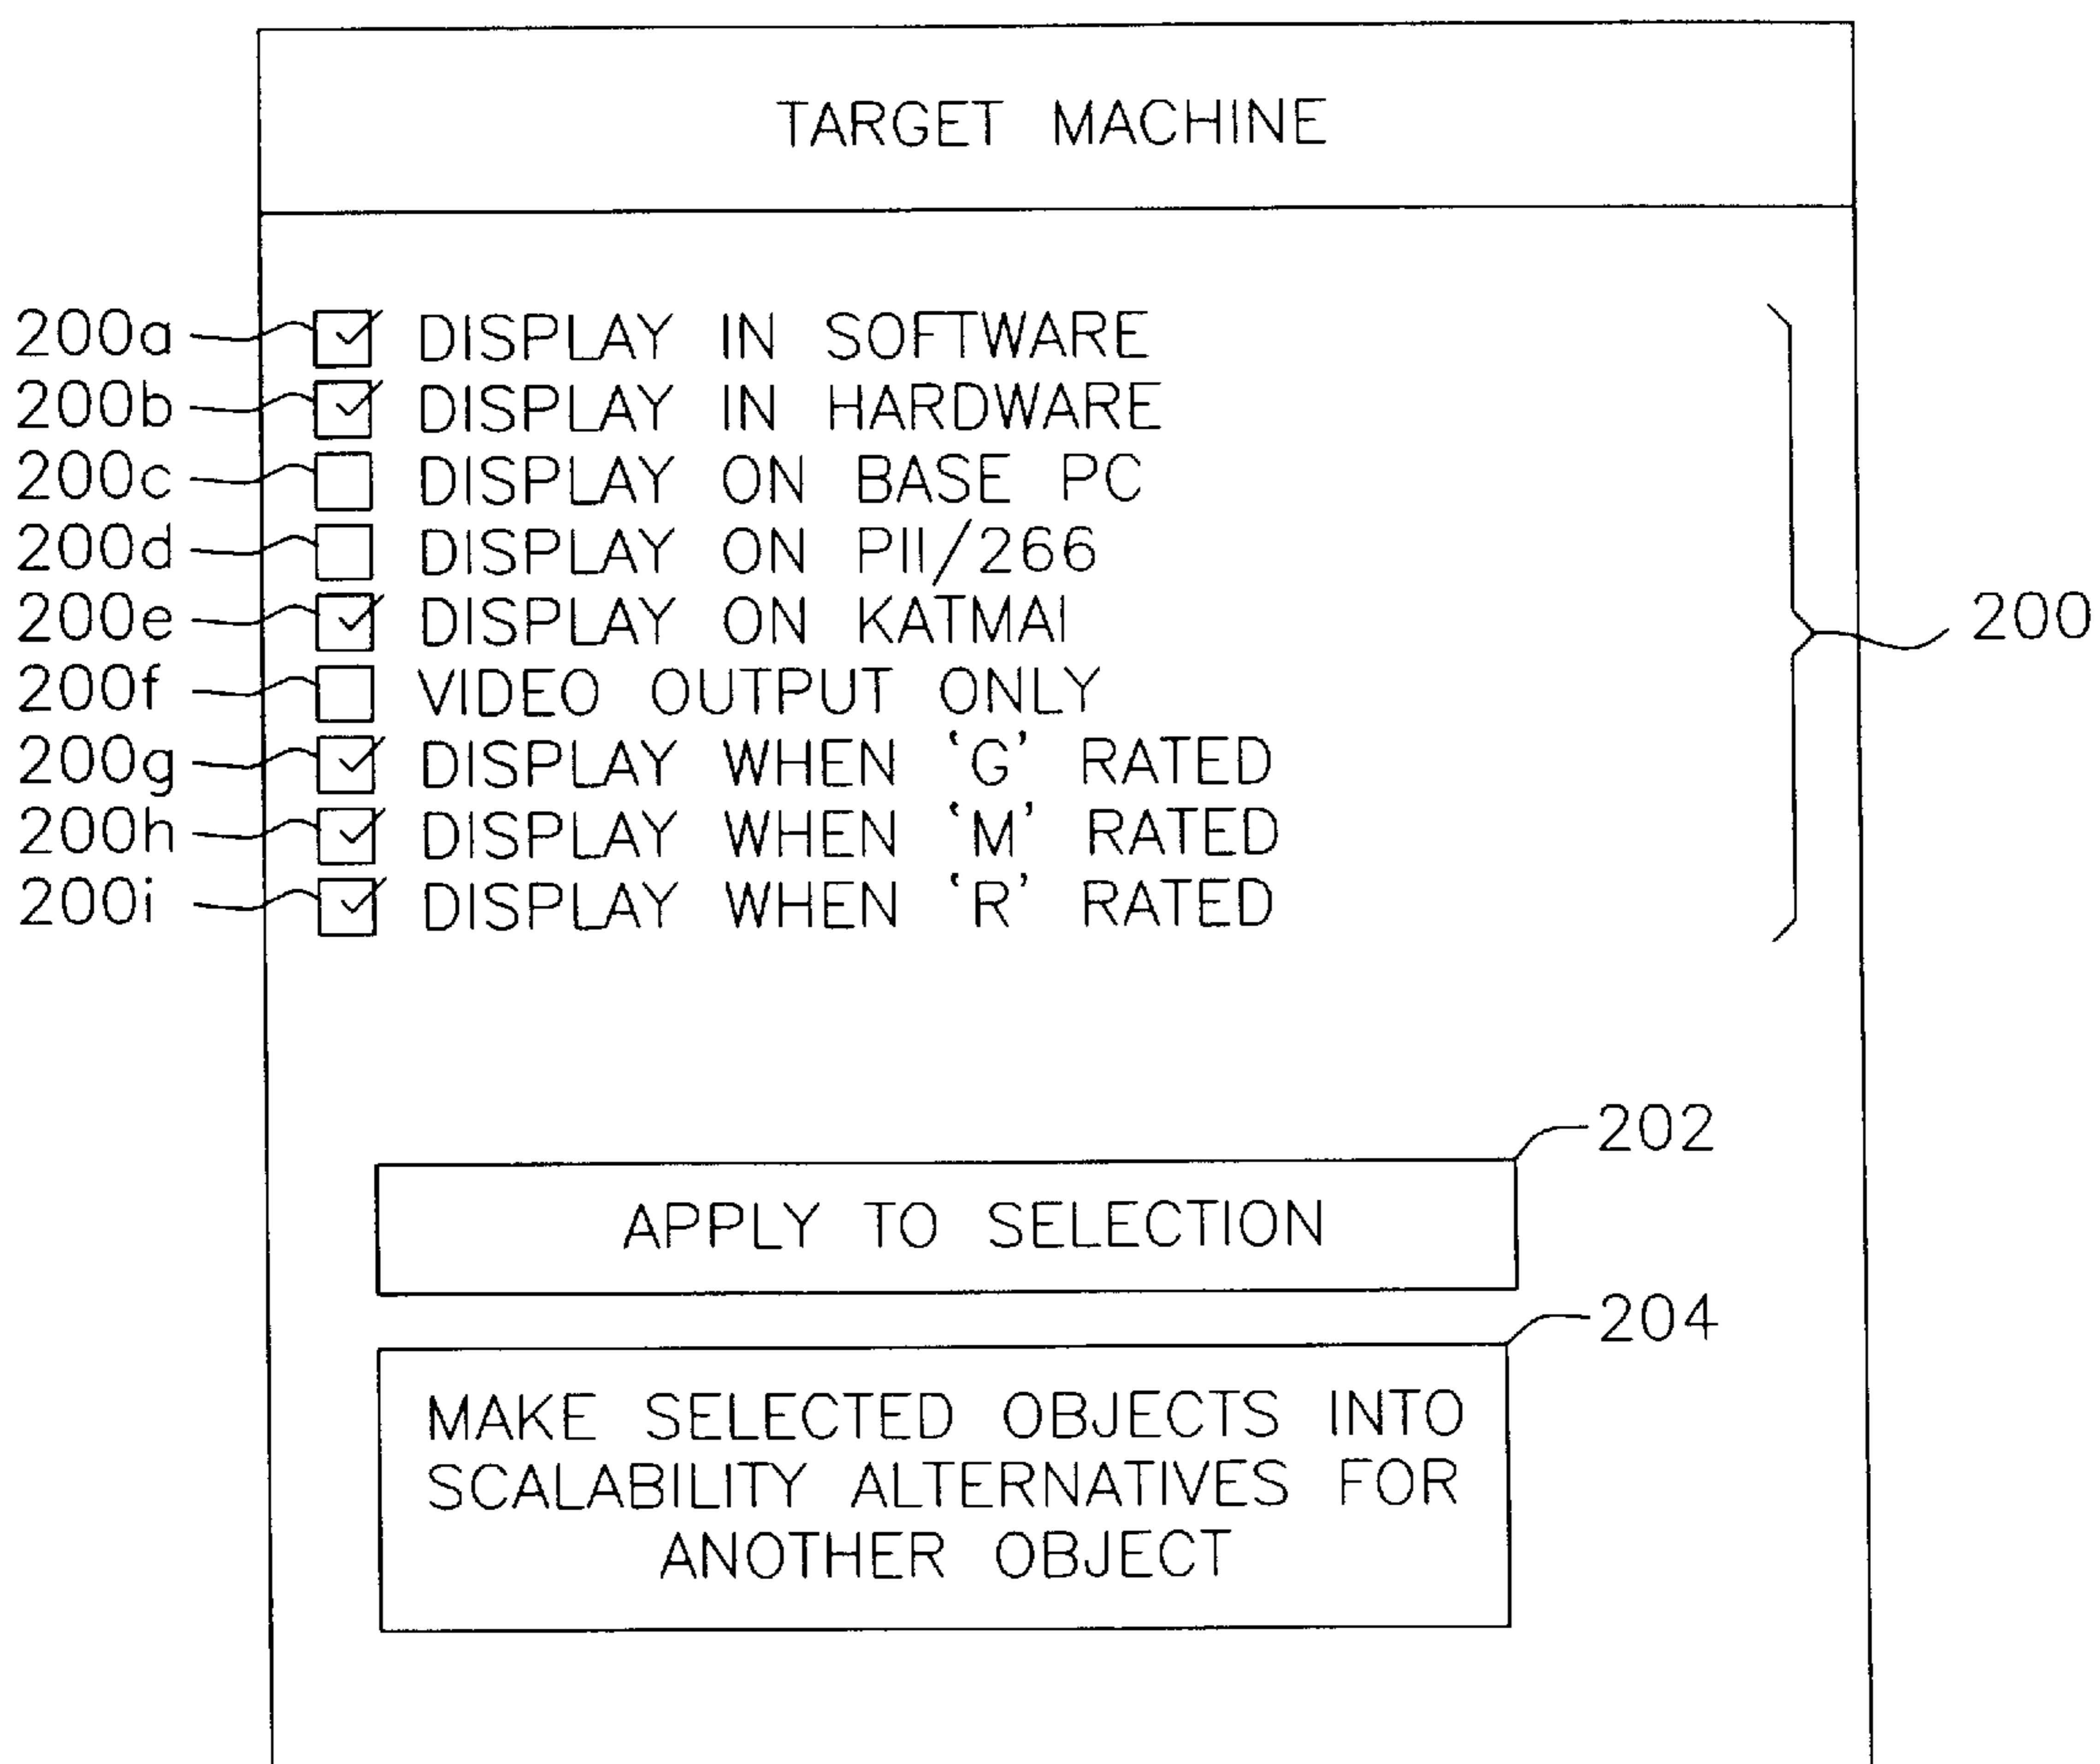 TARGET MACHINE
200a DISPLAY IN SOFTWARE
200b DISPLAY IN HARDWARE
200c DISPLAY ON BASE PC
200d DISPLAY ON PII/266
200e DISPLAY ON KATMAI
200
200f VIDEO OUTPUT ONLY
200g DISPLAY WHEN ‘G’ RATED
200h DISPLAY WHEN ‘M’ RATED
200i DISPLAY WHEN ‘R’ RATED
202
APPLY TO SELECTION
204
MAKE SELECTED OBJECTS INTO
SCALABILITY ALTERNATIVES FOR
ANOTHER OBJECT